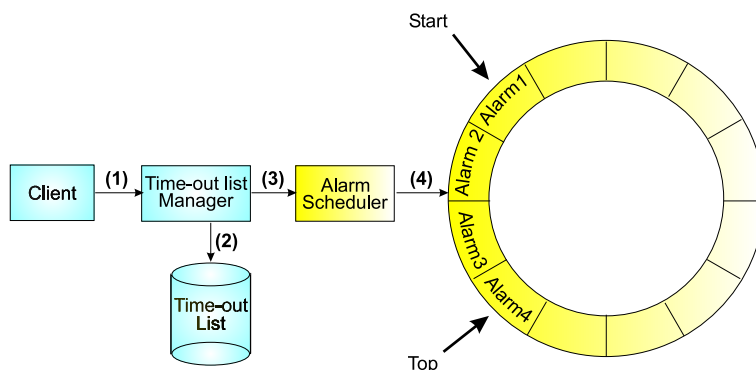 Start
Alarm1
Alarm 2
Alarm3
Alarm4
Top
Client
(1)
Time-out list
Manager
(3)
Alarm
Scheduler
(4)
(2)
Time-out
List